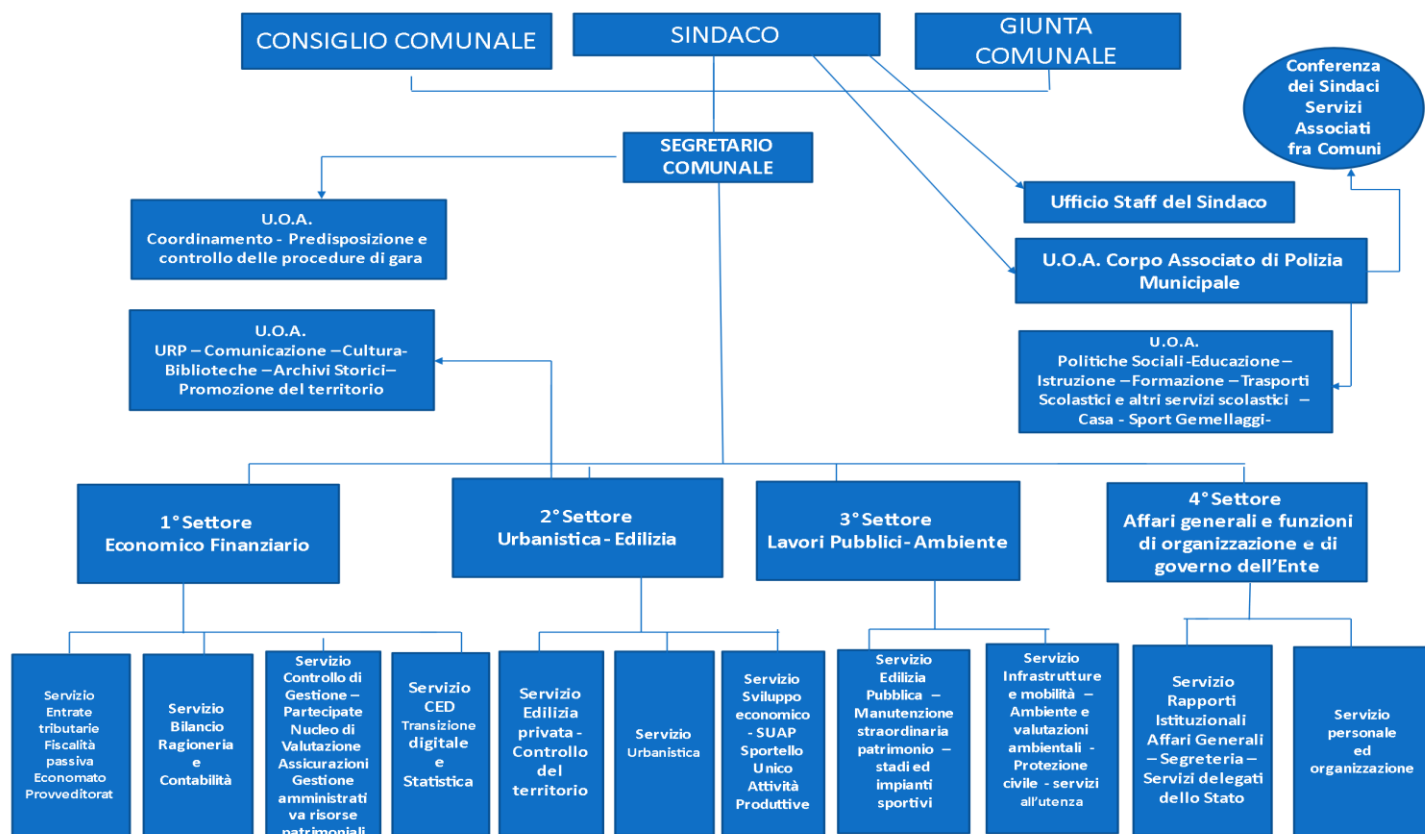 CONSIGLIO COMUNALE
SINDACO
GIUNTA
COMUNALE
Conferenza
dei Sindaci
Servizi
Associati
fra Comuni
SEGRETARIO
COMUNALE
Ufficio Staff del Sindaco
U.O.A.
Coordinamento - Predisposizione e
controllo delle procedure di gara
U.O.A. Corpo Associato di Polizia
Municipale
U.O.A.
URP – Comunicazione –Cultura-
Biblioteche –Archivi Storici–
Promozione del territorio
U.O.A.
Politiche Sociali -Educazione –
Istruzione –Formazione – Trasporti
Scolastici e altri servizi scolastici –
Casa - Sport Gemellaggi-
1° Settore
Economico Finanziario
2° Settore
Urbanistica - Edilizia
3° Settore
Lavori Pubblici - Ambiente
4° Settore
Affari generali e funzioni
di organizzazione e di
governo dell'Ente
Servizio
Entrate
tributarie
Fiscalità
passiva
Economato
Provveditorat
Servizio
Bilancio
Ragioneria
e
Contabilità
Servizio
Controllo di
Gestione –
Partecipate
Nucleo di
Valutazione
Assicurazioni
Gestione
amministrati
va risorse
patrimoniali
Servizio
CED
Transizione
digitale
e
Statistica
Servizio
Edilizia
privata -
Controllo
del
territorio
Servizio
Urbanistica
Servizio
Sviluppo
economico
- SUAP
Sportello
Unico
Attività
Produttive
Servizio
Edilizia
Pubblica –
Manutenzione
straordinaria
patrimonio –
stadi ed
impianti
sportivi
Servizio
Infrastrutture
e mobilità –
Ambiente e
valutazioni
ambientali -
Protezione
civile - servizi
all'utenza
Servizio
Rapporti
Istituzionali
Affari Generali
– Segreteria –
Servizi delegati
dello Stato
Servizio
personale
ed
organizzazione